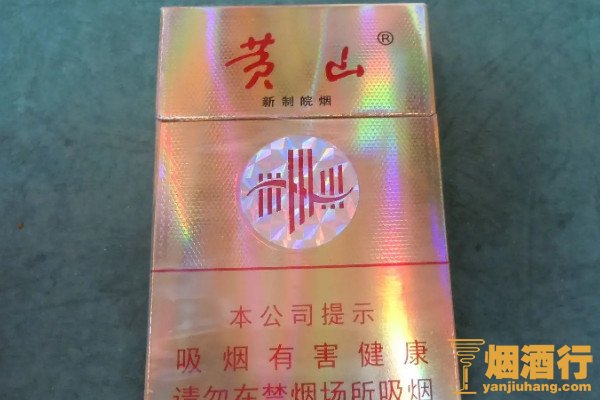 黄山®
新制皖烟
本公司提示
吸烟有害健康
请勿在禁烟场所吸烟
烟酒行
yanjiuhang.com